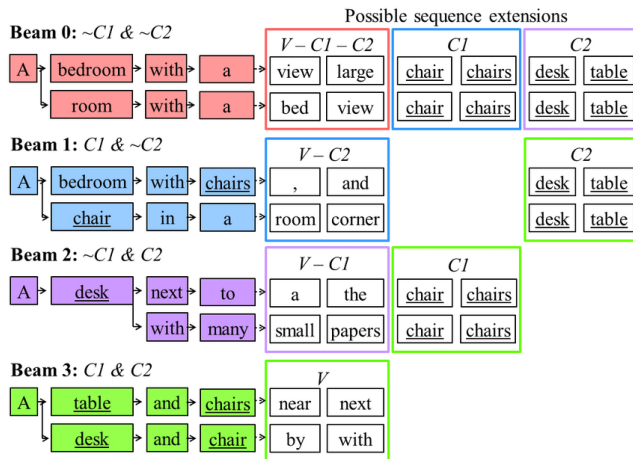 Possible sequence extensions
Beam 0: ~C1 & ~C2
V – C1 – C2 C1 C2
A bedroom with a view large chair chairs desk table
room with a bed view chair chairs desk table
Beam 1: C1 & ~C2
V – C2 C2
A bedroom with chairs , and desk table
chair in a room corner desk table
Beam 2: ~C1 & C2
V – C1 C1
A desk next to a the chair chairs
with many small papers chair chairs
Beam 3: C1 & C2
V
A table and chairs near next
desk and chair by with